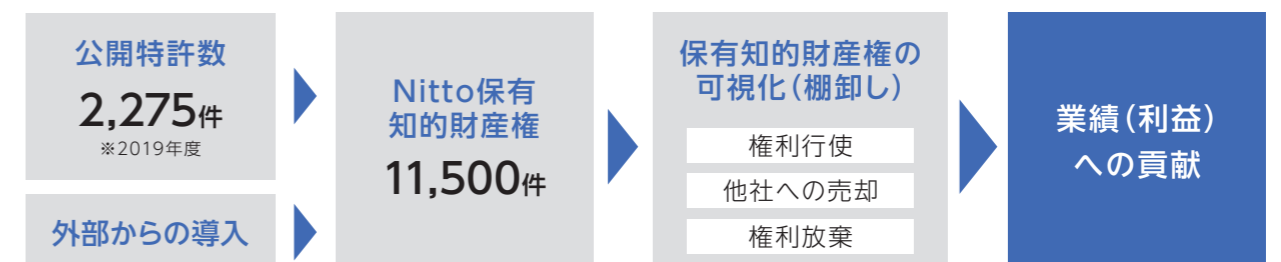 公開特許数
2,275件
※2019年度
外部からの導入
Nitto保有
知的財産権
11,500件
保有知的財産権の
可視化（棚卸し）
権利行使
他社への売却
権利放棄
業績（利益）
への貢献